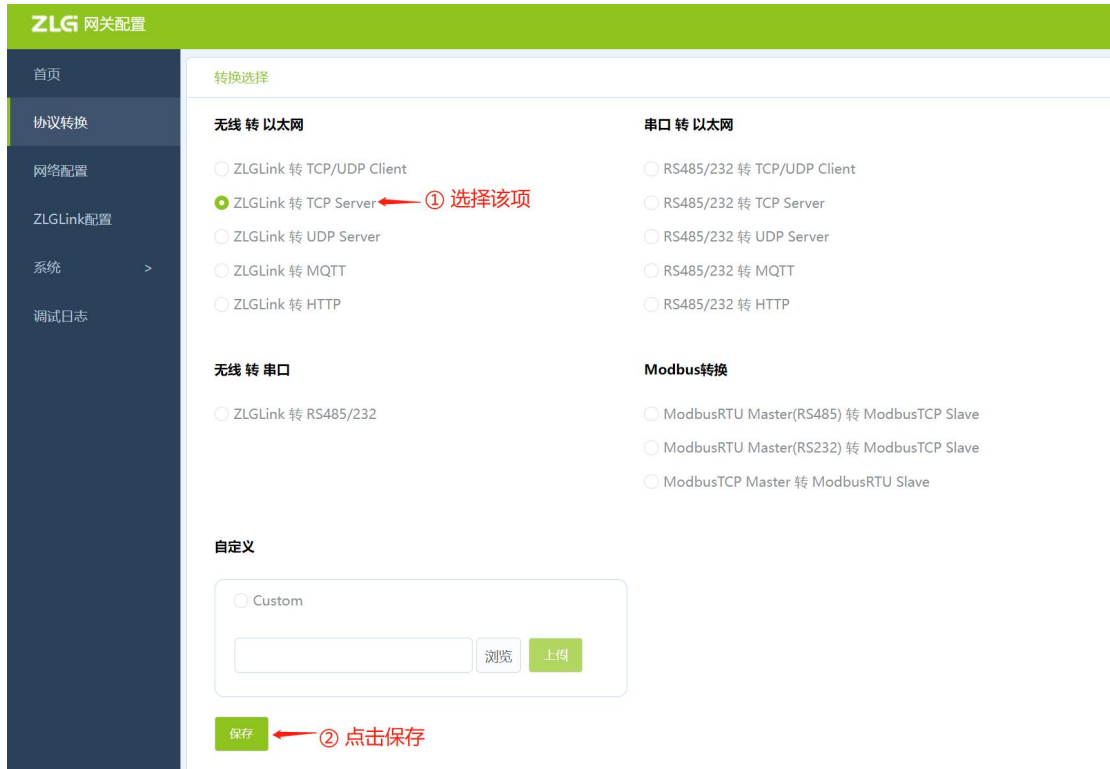 ZLG 网关配置
首页
协议转换
网络配置
ZLGLink配置
系统 >
调试日志
转换选择
无线 转 以太网
ZLGLink 转 TCP/UDP Client
ZLGLink 转 TCP Server ① 选择该项
ZLGLink 转 UDP Server
ZLGLink 转 MQTT
ZLGLink 转 HTTP
串口 转 以太网
RS485/232 转 TCP/UDP Client
RS485/232 转 TCP Server
RS485/232 转 UDP Server
RS485/232 转 MQTT
RS485/232 转 HTTP
无线 转 串口
ZLGLink 转 RS485/232
Modbus转换
ModbusRTU Master(RS485) 转 ModbusTCP Slave
ModbusRTU Master(RS232) 转 ModbusTCP Slave
ModbusTCP Master 转 ModbusRTU Slave
自定义
Custom
浏览 上传
保存 ② 点击保存